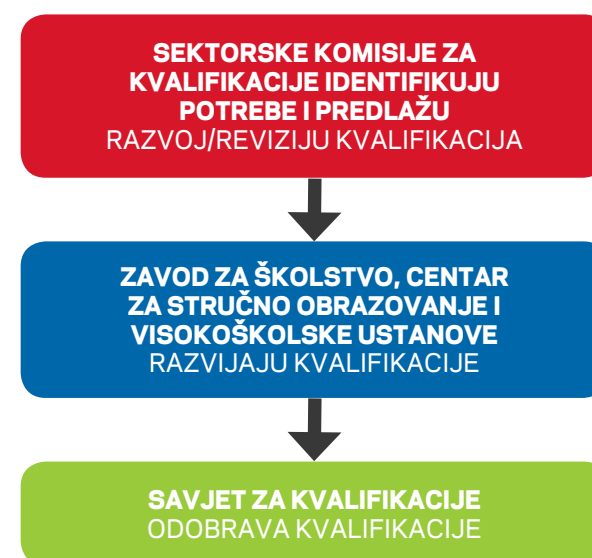 SEKTORSKE KOMISIJE ZA
KVALIFIKACIJE IDENTIFIKUJU
POTREBE I PREDLAŽU
RAZVOJ/REVIZIJU KVALIFIKACIJA
ZAVOD ZA ŠKOLSTVO, CENTAR
ZA STRUČNO OBRAZOVANJE I
VISOKOŠKOLSKE USTANOVE
RAZVIJAJU KVALIFIKACIJE
SAVJET ZA KVALIFIKACIJE
ODOBRAVA KVALIFIKACIJE